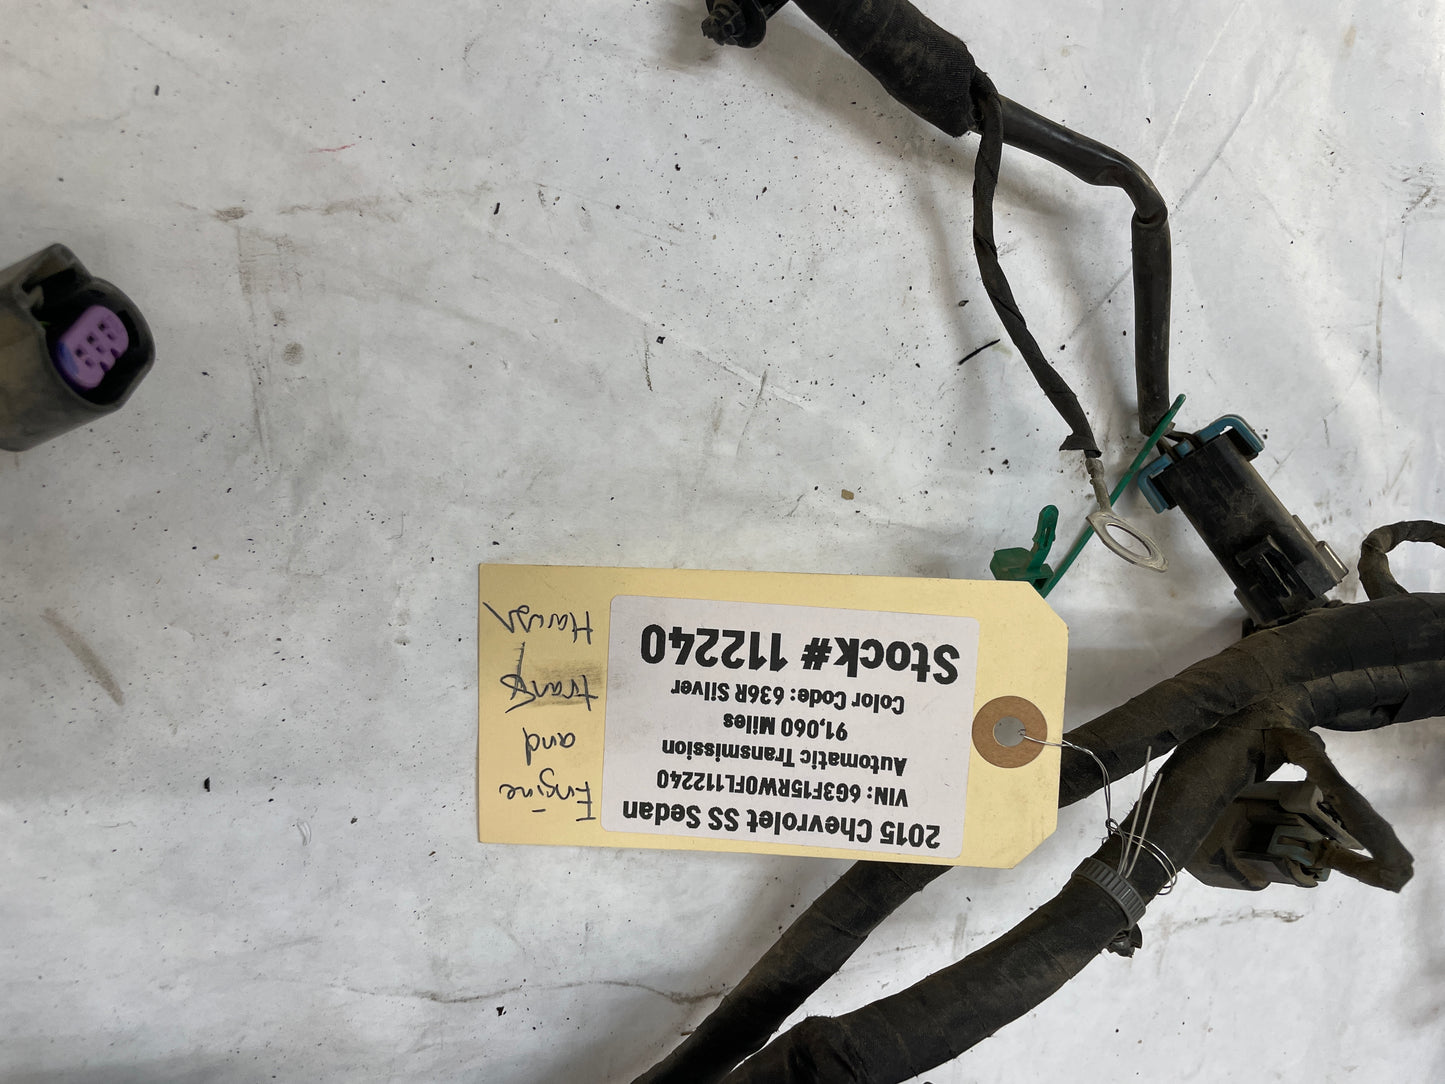 2015 Chevrolet SS Sedan
VIN: 6G3F15RW0FL112240
Automatic Transmission
91,060 Miles
Color Code: 636R Silver
Stock# 112240
Engine
and
trans